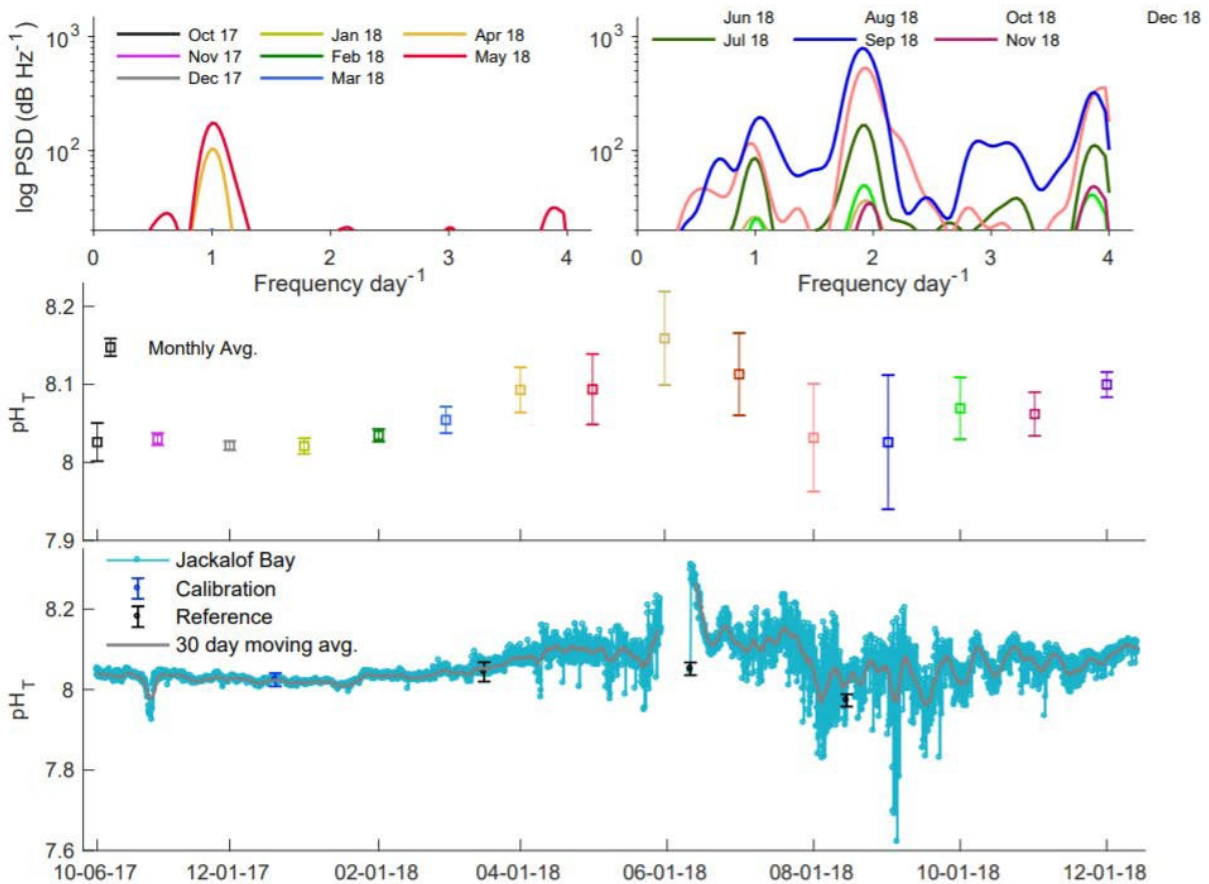 Jun 18 Aug 18 Oct 18 Dec 18
10³ Oct 17 Jan 18 Apr 18 10³ Jul 18 Sep 18 Nov 18
Nov 17 Feb 18 May 18
Dec 17 Mar 18
log PSD (dB Hz⁻¹)
10² 10²
0 1 2 3 4 0 1 2 3 4
Frequency day⁻¹ Frequency day⁻¹
8.2
Monthly Avg.
8.1
pH_T
8
7.9
Jackalof Bay
Calibration
8.2 Reference
30 day moving avg.
pH_T
8
7.8
7.6
10-06-17 12-01-17 02-01-18 04-01-18 06-01-18 08-01-18 10-01-18 12-01-18